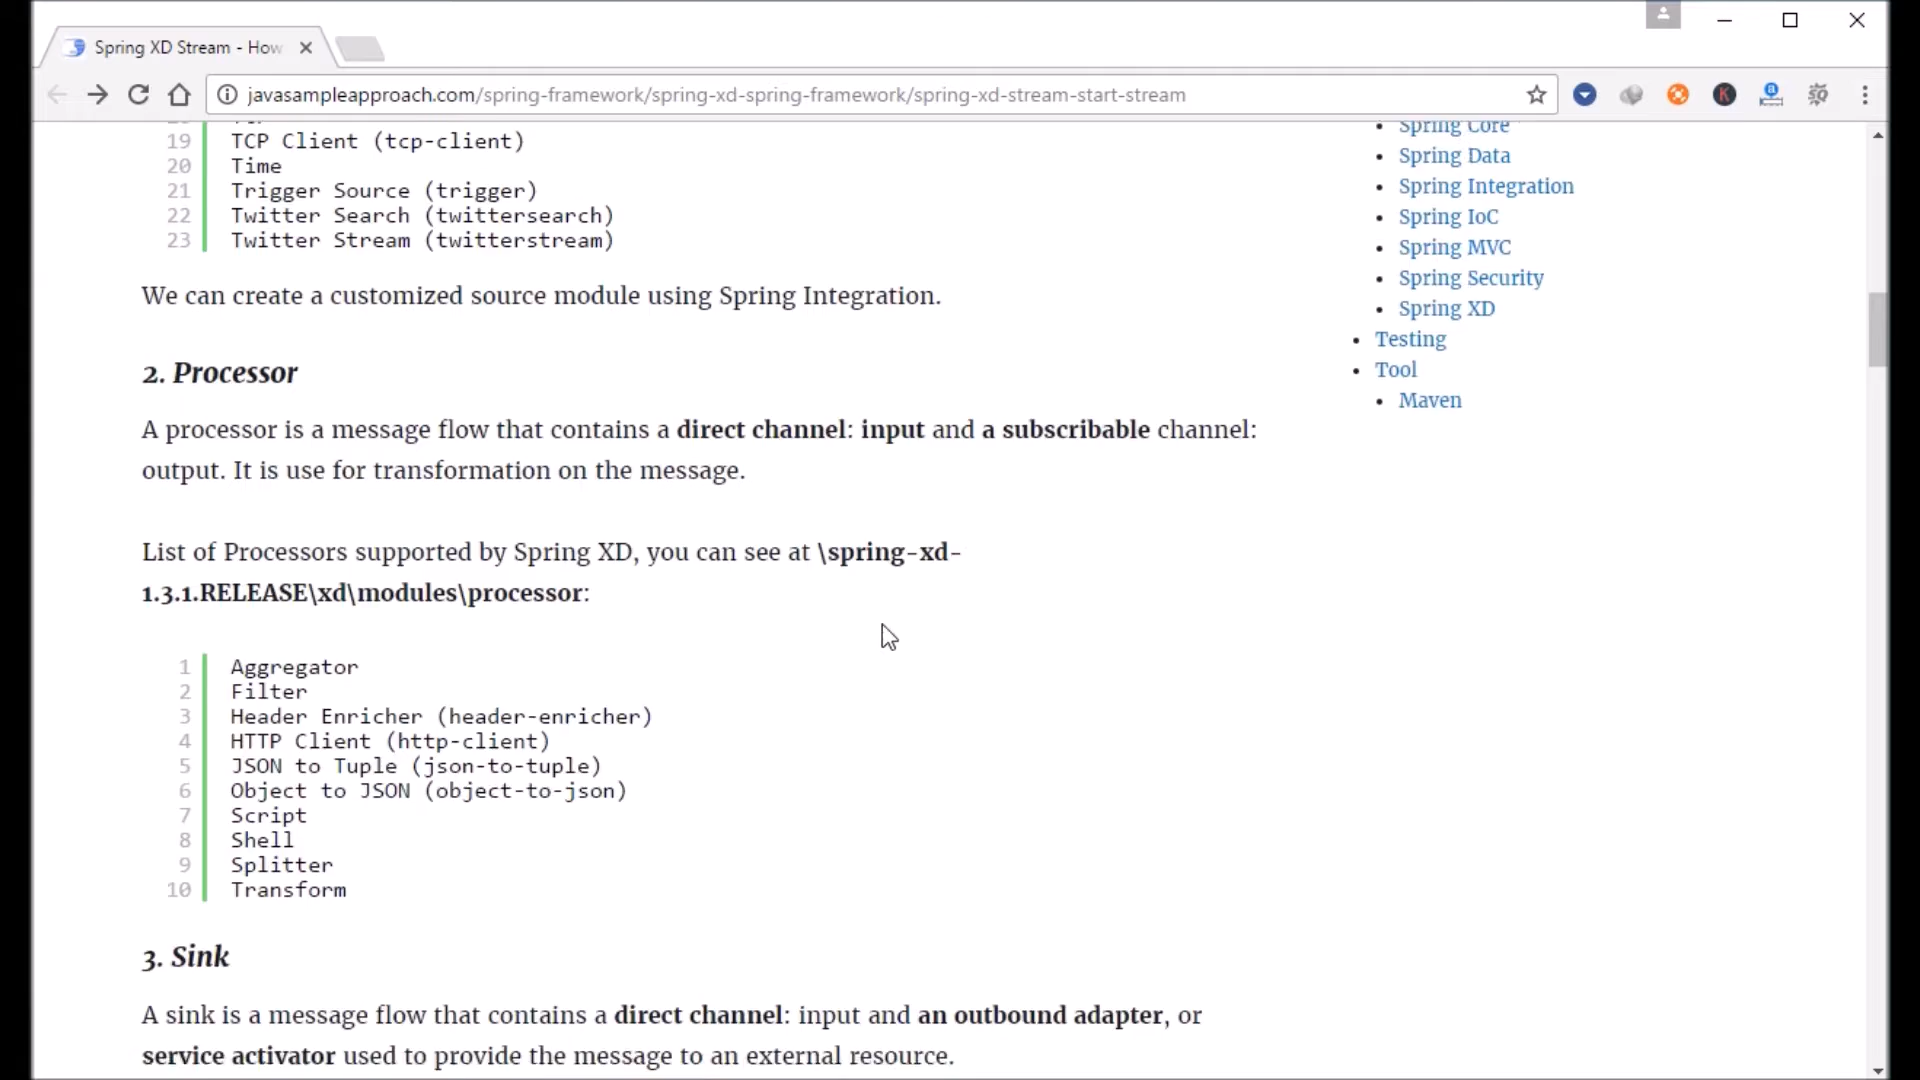 Spring XD Stream - How
javasampleapproach.com/spring-framework/spring-xd-spring-framework/spring-xd-stream-start-stream
19 TCP Client (tcp-client)
20 Time
21 Trigger Source (trigger)
22 Twitter Search (twittersearch)
23 Twitter Stream (twitterstream)
We can create a customized source module using Spring Integration.
2. Processor
A processor is a message flow that contains a direct channel: input and a subscribable channel:
output. It is use for transformation on the message.
List of Processors supported by Spring XD, you can see at \spring-xd-
1.3.1.RELEASE\xd\modules\processor:
1 Aggregator
2 Filter
3 Header Enricher (header-enricher)
4 HTTP Client (http-client)
5 JSON to Tuple (json-to-tuple)
6 Object to JSON (object-to-json)
7 Script
8 Shell
9 Splitter
10 Transform
3. Sink
A sink is a message flow that contains a direct channel: input and an outbound adapter, or
service activator used to provide the message to an external resource.
Spring Core
Spring Data
Spring Integration
Spring IoC
Spring MVC
Spring Security
Spring XD
Testing
Tool
Maven